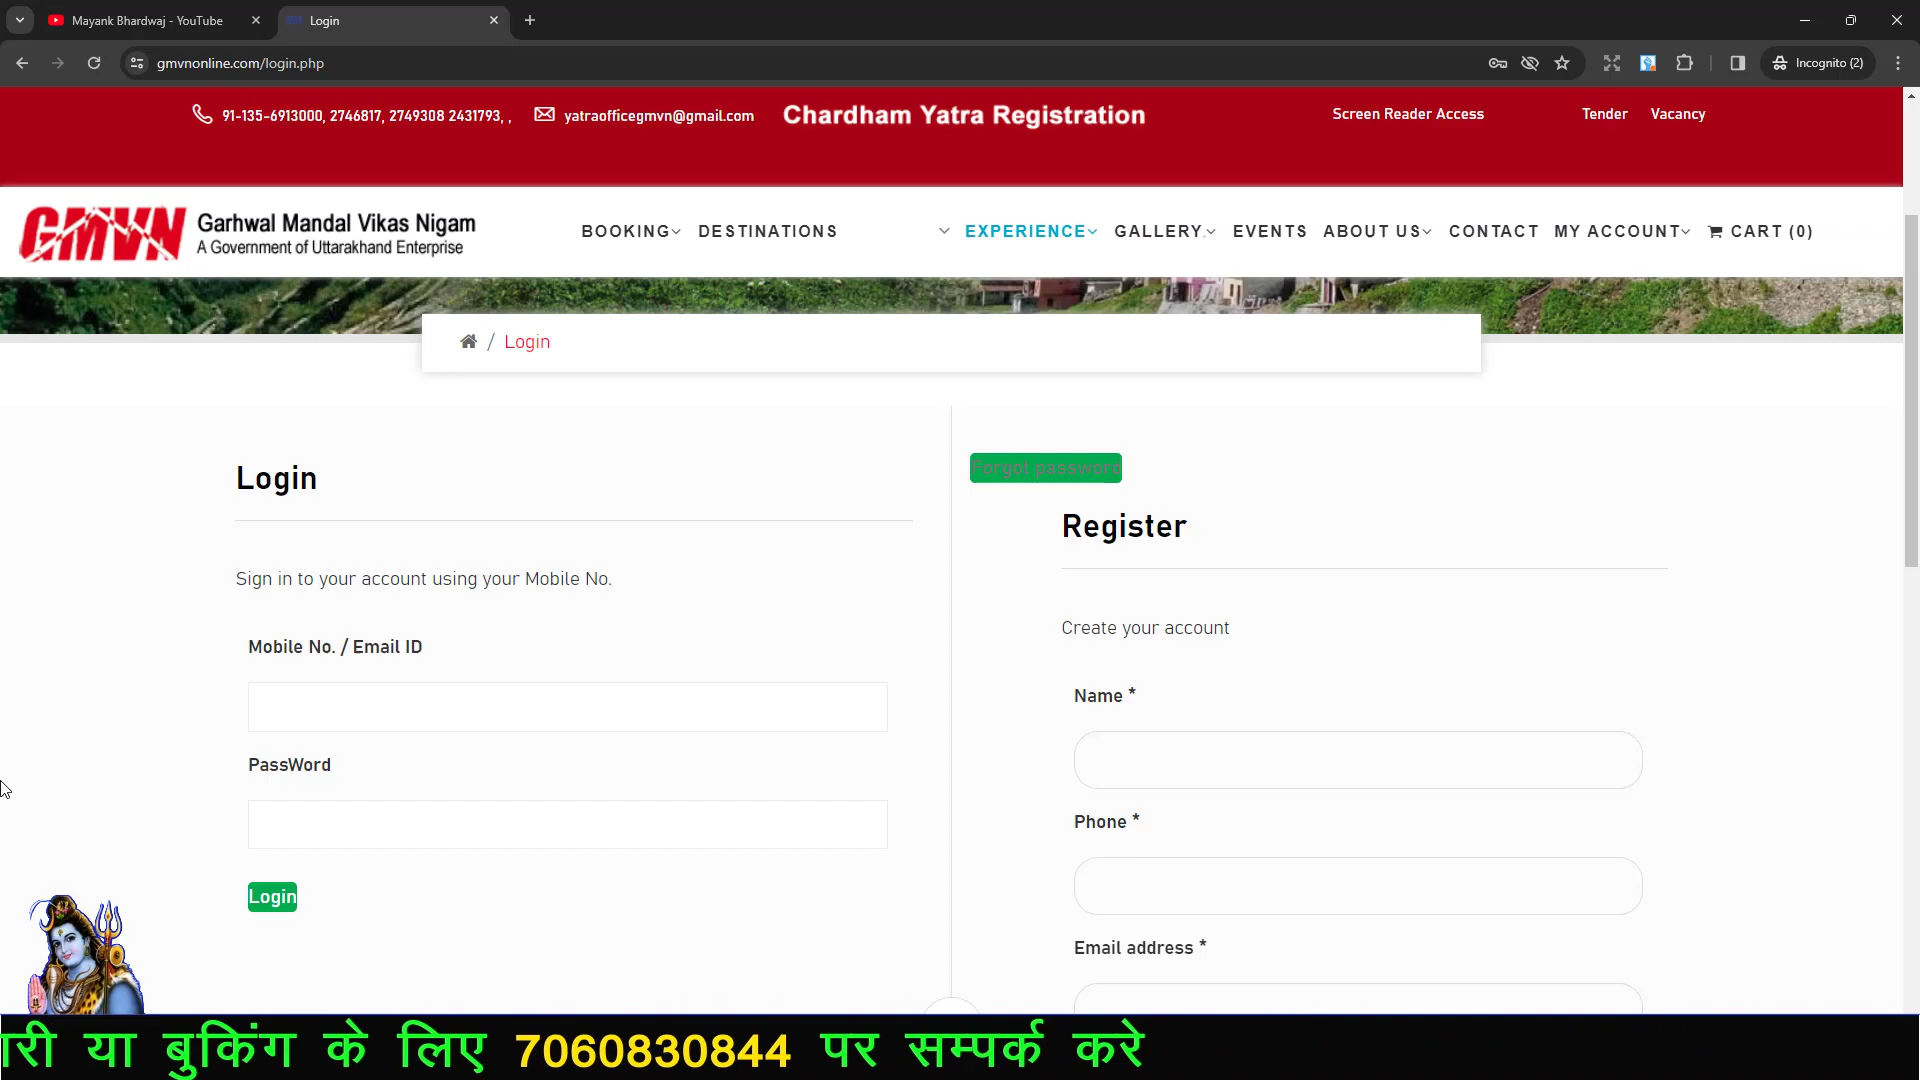 Mayank Bhardwaj - YouTube
Login
gmvnonline.com/login.php
Incognito (2)
91-135-6913000, 2746817, 2749308 2431793, ,
yatraofficegmvn@gmail.com
Chardham Yatra Registration
Screen Reader Access
Tender
Vacancy
GMVN
Garhwal Mandal Vikas Nigam
A Government of Uttarakhand Enterprise
BOOKING
DESTINATIONS
EXPERIENCE
GALLERY
EVENTS
ABOUT US
CONTACT
MY ACCOUNT
CART (0)
/ Login
Login
Sign in to your account using your Mobile No.
Mobile No. / Email ID
PassWord
Login
Forgot password
Register
Create your account
Name *
Phone *
Email address *
या बुकिंग के लिए 7060830844 पर सम्पर्क करे